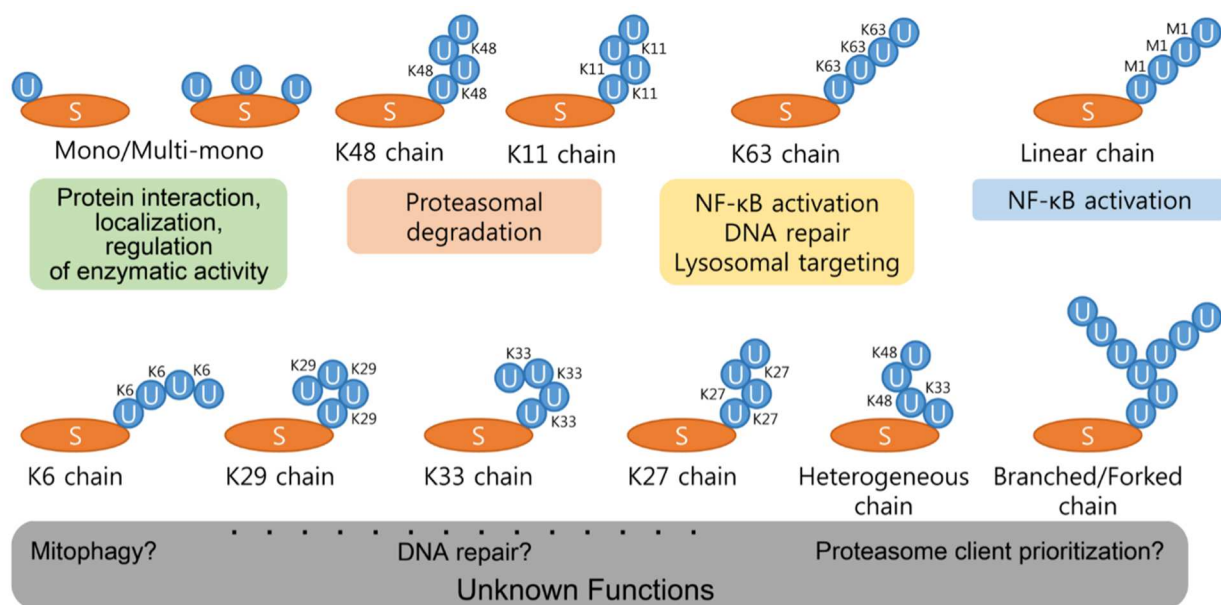 U
S
U U U
S
Mono/Multi-mono
Protein interaction,
localization,
regulation
of enzymatic activity
U
U K48
K48 U
U K48
S
K48 chain
U
U K11
K11 U
U K11
S
K11 chain
Proteasomal
degradation
K63 U
K63 U
K63 U
U
S
K63 chain
NF-κB activation
DNA repair
Lysosomal targeting
M1 U
M1 U
M1 U
U
S
Linear chain
NF-κB activation
K6 K6
K6 U U U
U
S
K6 chain
K29 U K29
U U
U K29
S
K29 chain
K33
U U K33
U
U K33
S
K33 chain
U
U K27
K27 U
U K27
S
K27 chain
K48 U
U K33
K48 U U
S
Heterogeneous
chain
U U
U U
U U
U U
U U
U
S
Branched/Forked
chain
Mitophagy?
DNA repair?
Proteasome client prioritization?
Unknown Functions